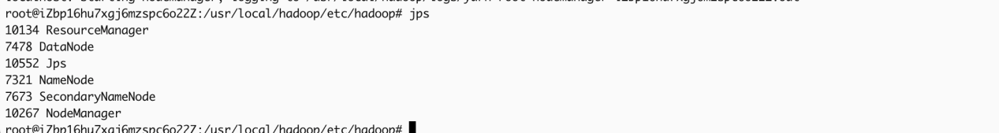 root@iZbp16hu7xgj6mzspc6o22Z:/usr/local/hadoop/etc/hadoop# jps
10134 ResourceManager
7478 DataNode
10552 Jps
7321 NameNode
7673 SecondaryNameNode
10267 NodeManager
root@iZbp16hu7xgj6mzspc6o22Z:/usr/local/hadoop/etc/hadoop#